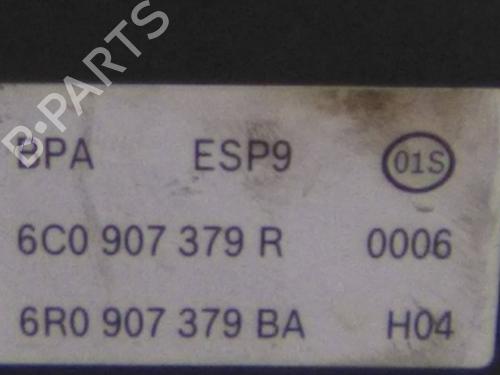 B-PARTS
BPA ESP9 01S
6C0 907 379 R 0006
6R0 907 379 BA H04